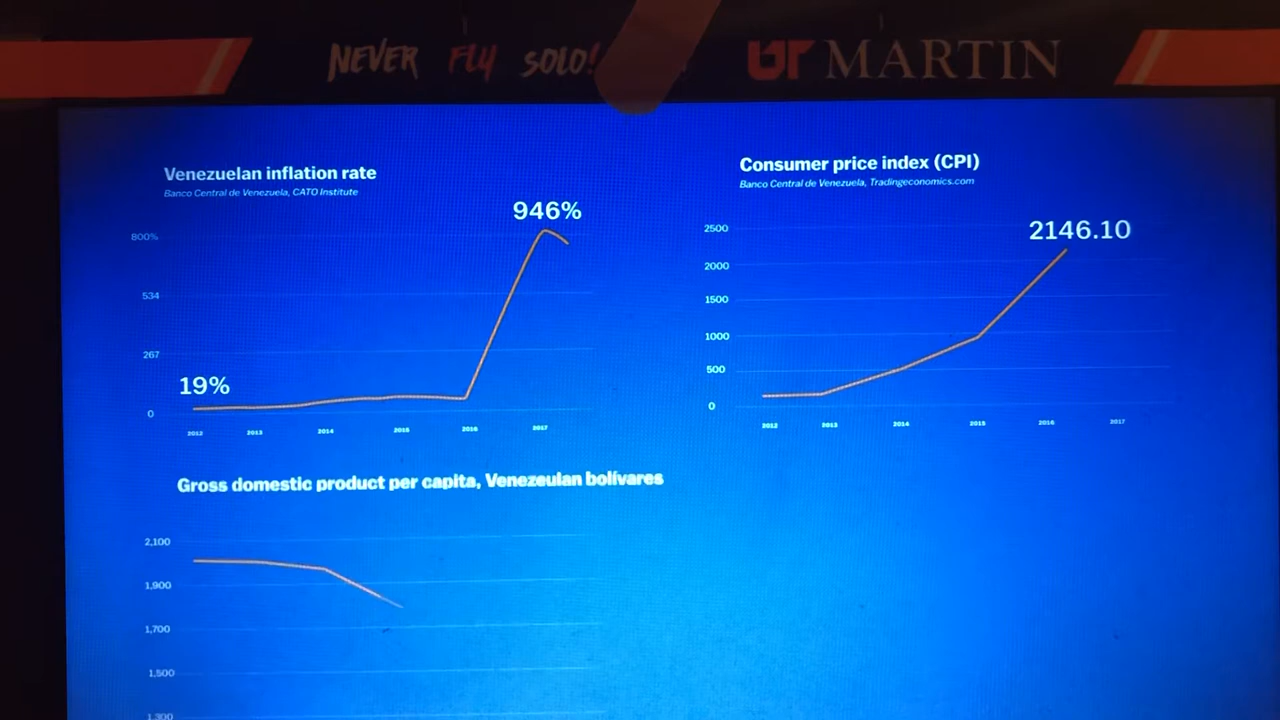 NEVER FLY SOLO!
UT MARTIN
Venezuelan inflation rate
Banco Central de Venezuela, CATO Institute
946%
800%
534
267
19%
0
2012 2013 2014 2015 2016 2017
Consumer price index (CPI)
Banco Central de Venezuela, Tradingeconomics.com
2146.10
2500
2000
1500
1000
500
0
2012 2013 2014 2015 2016 2017
Gross domestic product per capita, Venezeulan bolívares
2,100
1,900
1,700
1,500
1,300